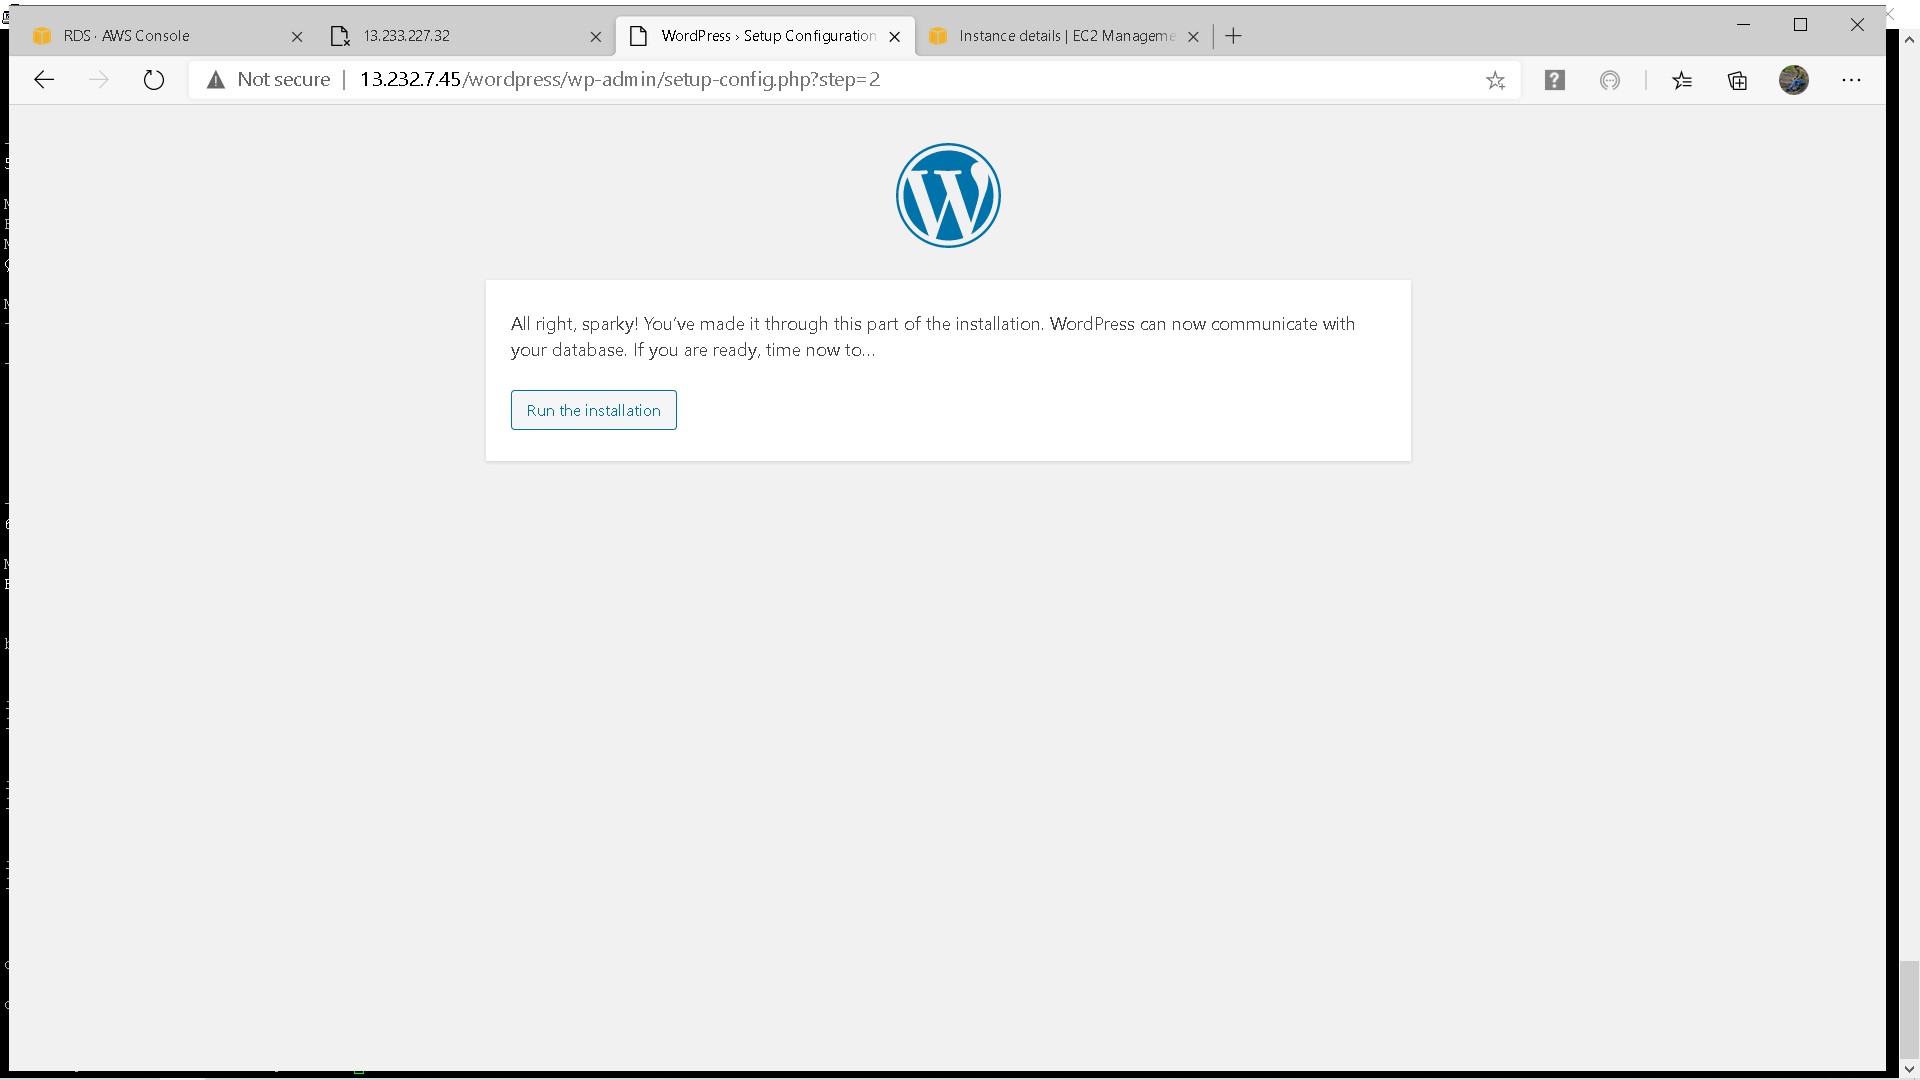 RDS · AWS Console
13.233.227.32
WordPress › Setup Configuration
Instance details | EC2 Manageme
Not secure | 13.232.7.45/wordpress/wp-admin/setup-config.php?step=2
All right, sparky! You’ve made it through this part of the installation. WordPress can now communicate with
your database. If you are ready, time now to…
Run the installation